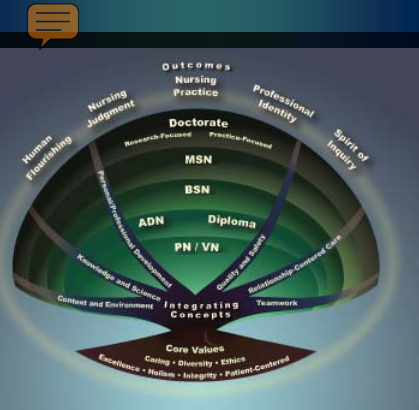 Outcomes
Nursing
Practice
Nursing
Judgment
Professional
Identity
Human
Flourishing
Spirit of
Inquiry
Doctorate
Research-Focused Practice-Focused
MSN
BSN
ADN Diploma
PN / VN
Personal/Professional Development
Quality and Safety
Knowledge and Science
Relationship-Centered Care
Context and Environment
Integrating
Concepts
Teamwork
Core Values
Caring • Diversity • Ethics
Excellence • Holism • Integrity • Patient-Centered